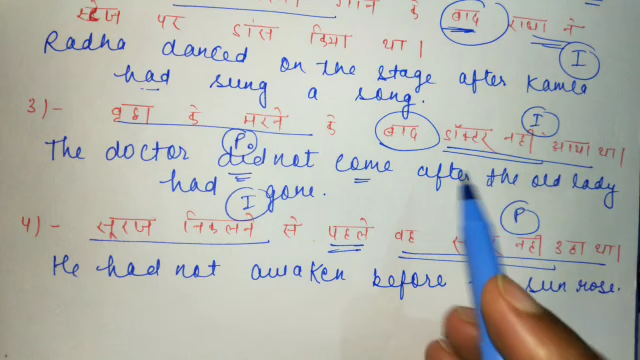 गाने के बाद राधा ने
स्टेज पर डांस किया था। I
Radha danced on the stage after Kamla
had sung a song.
3)- बूढ़ा के मरने के बाद डॉक्टर नहीं आया था। I
P.
The doctor did not come after the old lady
had gone.
I P
4)- सूरज निकलने से पहले वह नहीं उठा था।
He had not awaken before sun rose.